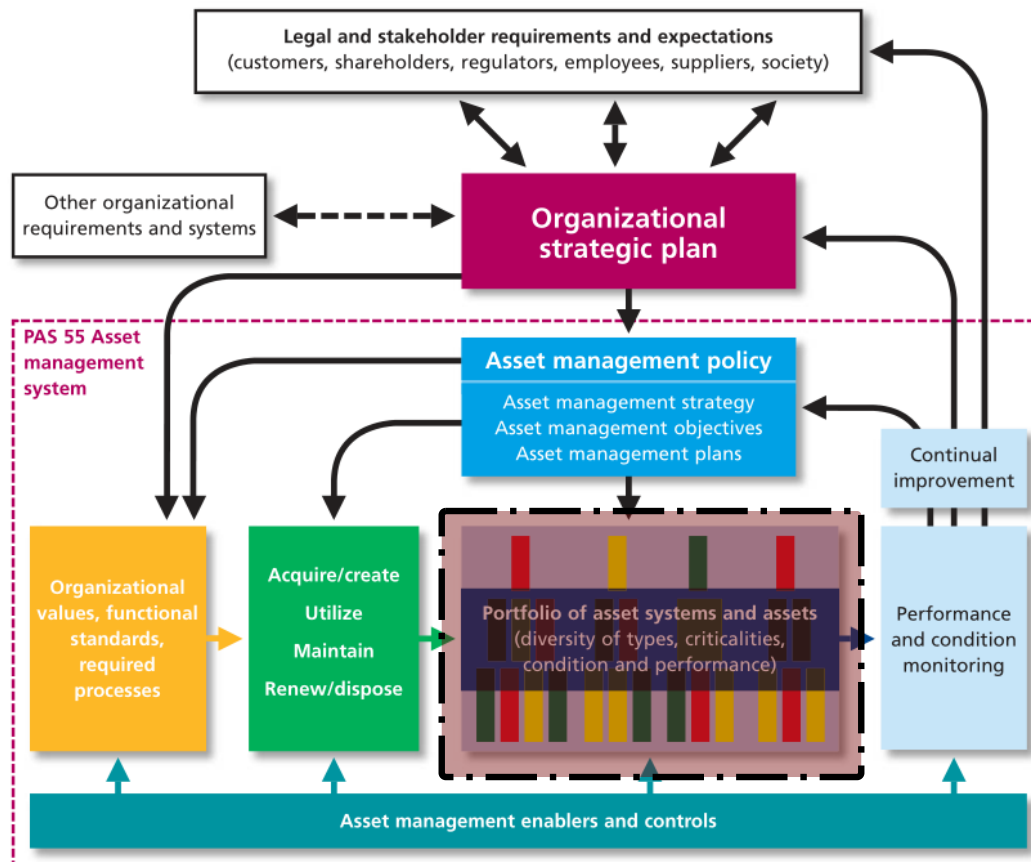 Legal and stakeholder requirements and expectations
(customers, shareholders, regulators, employees, suppliers, society)
Other organizational
requirements and systems
Organizational
strategic plan
PAS 55 Asset
management
system
Asset management policy
Asset management strategy
Asset management objectives
Asset management plans
Continual
improvement
Organizational
values, functional
standards,
required
processes
Acquire/create
Utilize
Maintain
Renew/dispose
Portfolio of asset systems and assets
(diversity of types, criticalities,
condition and performance)
Performance
and condition
monitoring
Asset management enablers and controls